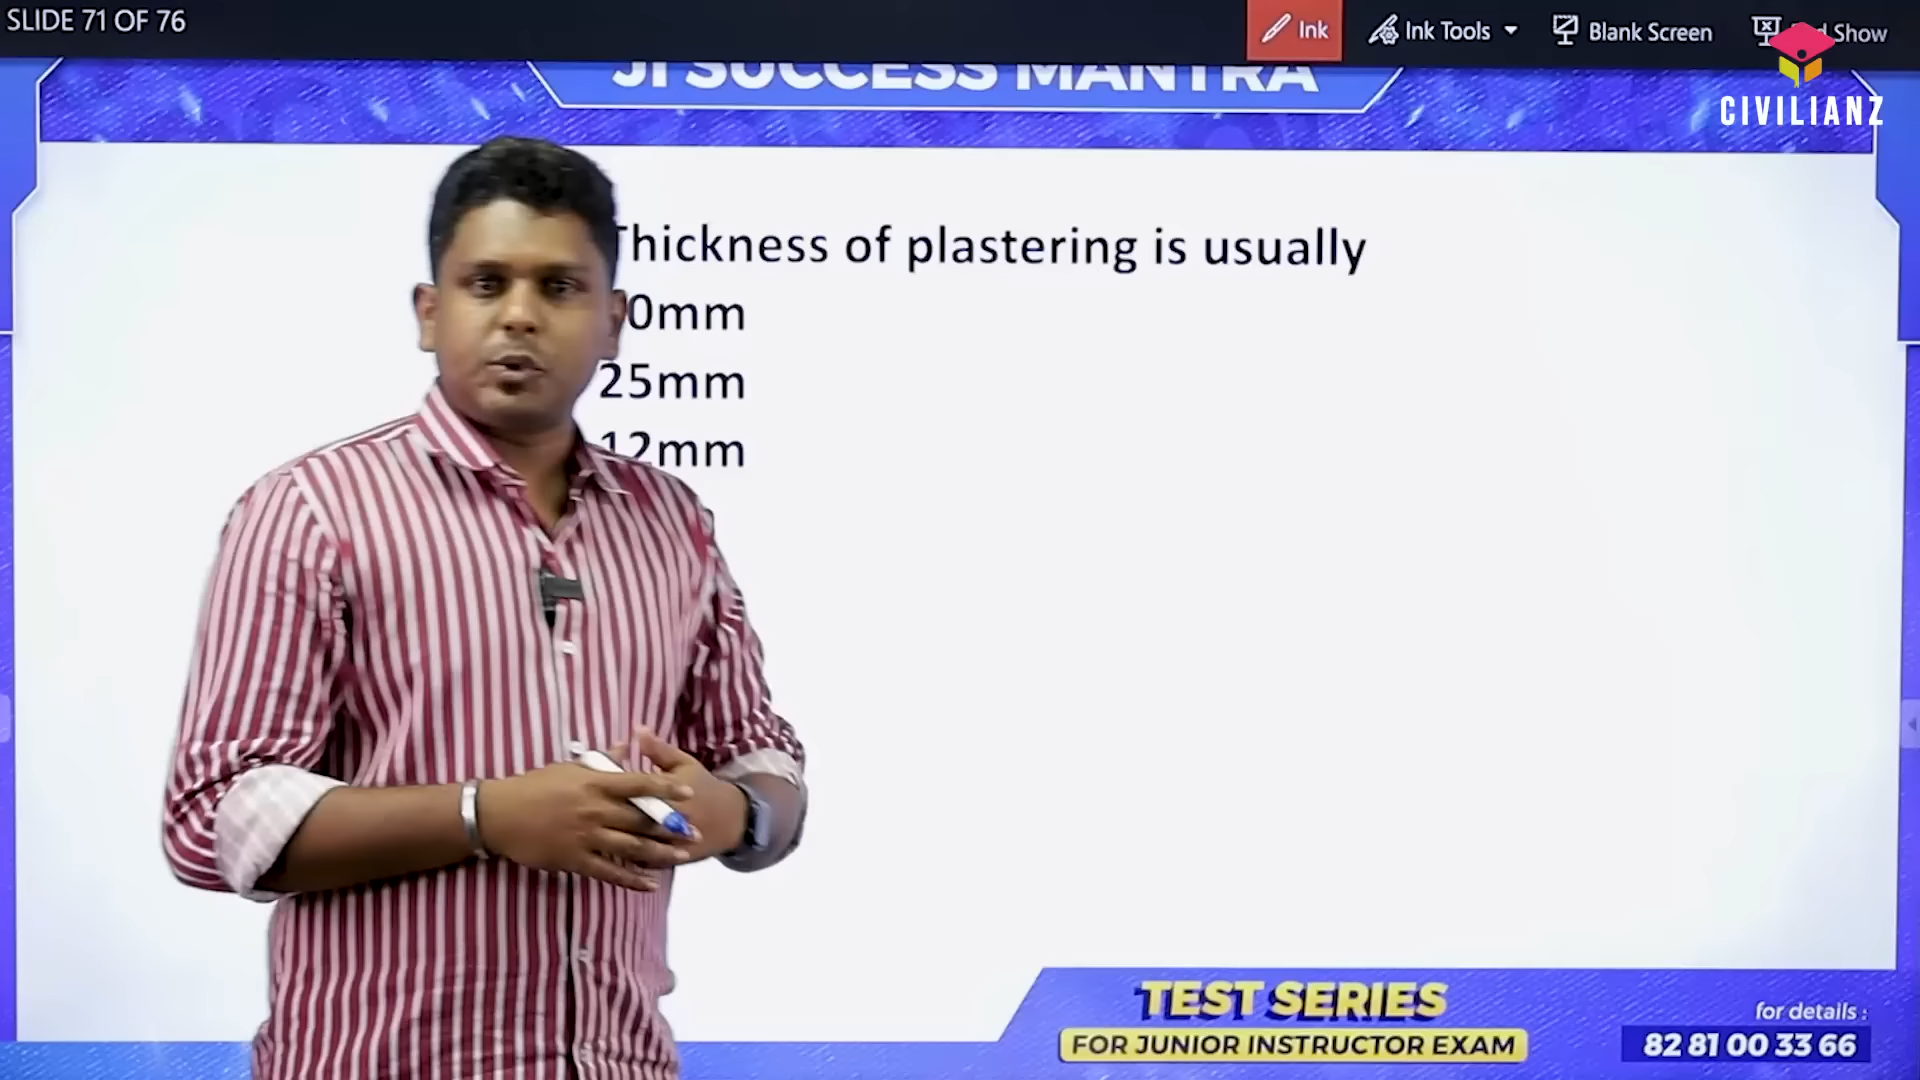 SLIDE 71 OF 76
Ink
Ink Tools
Blank Screen
Show
CIVILIANZ
JI SUCCESS MANTRA
Thickness of plastering is usually
0mm
25mm
12mm
TEST SERIES
FOR JUNIOR INSTRUCTOR EXAM
for details :
82 81 00 33 66